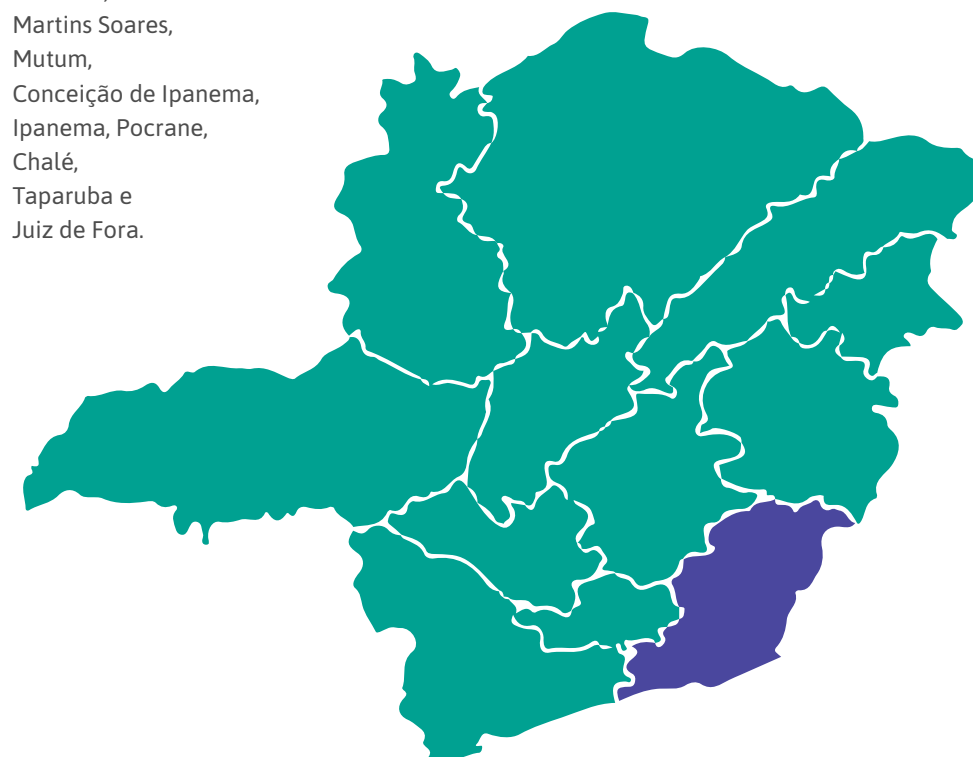 Martins Soares,
Mutum,
Conceição de Ipanema,
Ipanema, Pocrane,
Chalé,
Taparuba e
Juiz de Fora.